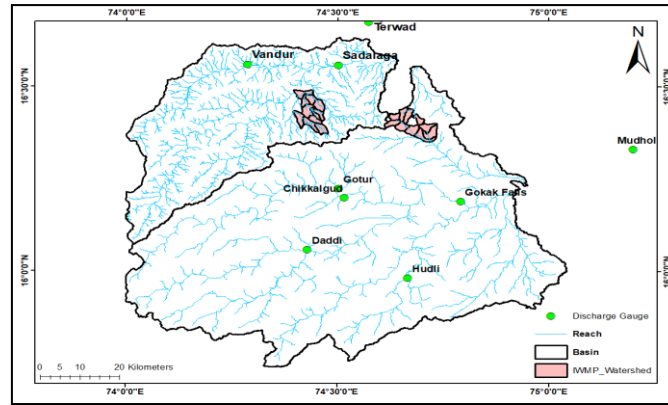 74°0'0" 74°30'0" 75°0'0"
Terwad
N
Vandur
Sadalaga
16°30'0"N
Mudhol
Gotur
Chikkalgud
Gokak Falls
Daddi
16°0'0"N
Hudli
Discharge Gauge
Reach
Basin
IWMP_Watershed
0 5 10 20 Kilometers
74°0'0" 74°30'0" 75°0'0"